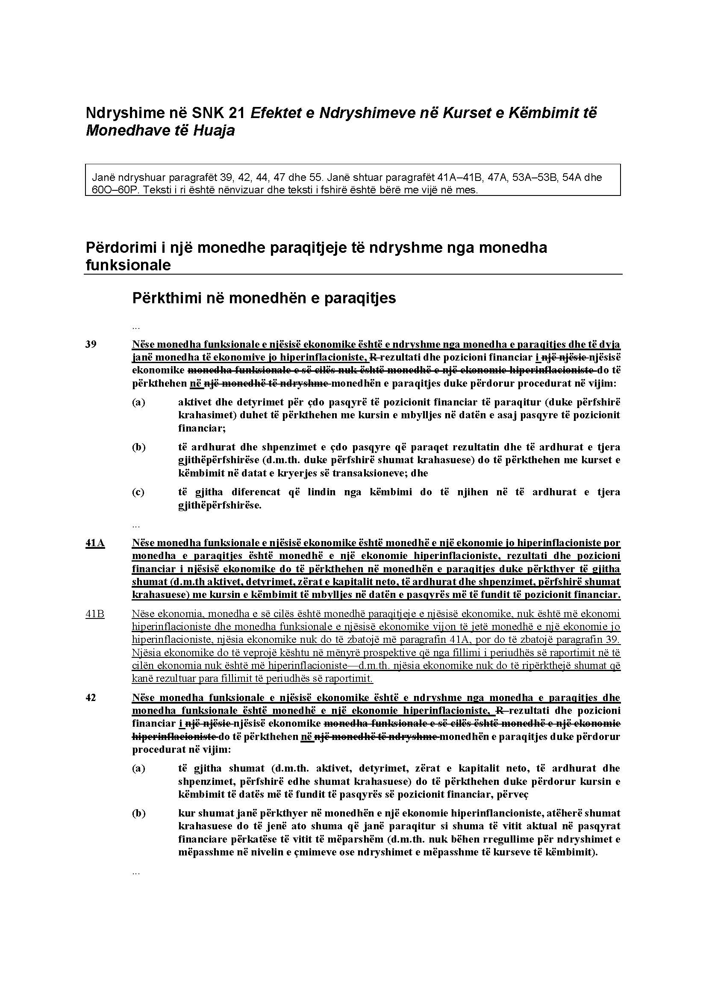 Ndryshime në SNK 21 Efektet e Ndryshimeve në Kurset e Këmbimit të
Monedhave të Huaja
Janë ndryshuar paragrafët 39, 42, 44, 47 dhe 55. Janë shtuar paragrafët 41A–41B, 47A, 53A–53B, 54A dhe
60O–60P. Teksti i ri është nënvizuar dhe teksti i fshirë është bërë me vijë në mes.
Përdorimi i një monedhe paraqitjeje të ndryshme nga monedha
funksionale
Përkthimi në monedhën e paraqitjes
...
39 Nëse monedha funksionale e njësisë ekonomike është e ndryshme nga monedha e paraqitjes dhe të dyja
janë monedha të ekonomive jo hiperinflacioniste, R rezultati dhe pozicioni financiar i një njësie njësisë
ekonomike monedha funksionale e së cilës nuk është monedhë e një ekonomie hiperinflacioniste do të
përkthehen në një monedhë të ndryshme monedhën e paraqitjes duke përdorur procedurat në vijim:
(a) aktivet dhe detyrimet për çdo pasqyrë të pozicionit financiar të paraqitur (duke përfshirë
krahasimet) duhet të përkthehen me kursin e mbylljes në datën e asaj pasqyre të pozicionit
financiar;
(b) të ardhurat dhe shpenzimet e çdo pasqyre që paraqet rezultatin dhe të ardhurat e tjera
gjithëpërfshirëse (d.m.th. duke përfshirë shumat krahasuese) do të përkthehen me kurset e
këmbimit në datat e kryerjes së transaksioneve; dhe
(c) të gjitha diferencat që lindin nga këmbimi do të njihen në të ardhurat e tjera
gjithëpërfshirëse.
...
41A Nëse monedha funksionale e njësisë ekonomike është monedhë e një ekonomie jo hiperinflacioniste por
monedha e paraqitjes është monedhë e një ekonomie hiperinflacioniste, rezultati dhe pozicioni
financiar i njësisë ekonomike do të përkthehen në monedhën e paraqitjes duke përkthyer të gjitha
shumat (d.m.th aktivet, detyrimet, zërat e kapitalit neto, të ardhurat dhe shpenzimet, përfshirë shumat
krahasuese) me kursin e këmbimit të mbylljes në datën e pasqyrës më të fundit të pozicionit financiar.
41B Nëse ekonomia, monedha e së cilës është monedhë paraqitjeje e njësisë ekonomike, nuk është më ekonomi
hiperinflacioniste dhe monedha funksionale e njësisë ekonomike vijon të jetë monedhë e një ekonomie jo
hiperinflacioniste, njësia ekonomike nuk do të zbatojë më paragrafin 41A, por do të zbatojë paragrafin 39.
Njësia ekonomike do të veprojë kështu në mënyrë prospektive që nga fillimi i periudhës së raportimit në të
cilën ekonomia nuk është më hiperinflacioniste—d.m.th. njësia ekonomike nuk do të ripërkthejë shumat që
kanë rezultuar para fillimit të periudhës së raportimit.
42 Nëse monedha funksionale e njësisë ekonomike është e ndryshme nga monedha e paraqitjes dhe
monedha funksionale është monedhë e një ekonomie hiperinflacioniste, R rezultati dhe pozicioni
financiar i një njësie njësisë ekonomike monedha funksionale e së cilës është monedhë e një ekonomie
hiperinflacioniste do të përkthehen në një monedhë të ndryshme monedhën e paraqitjes duke përdorur
procedurat në vijim:
(a) të gjitha shumat (d.m.th. aktivet, detyrimet, zërat e kapitalit neto, të ardhurat dhe
shpenzimet, përfshirë edhe shumat krahasuese) do të përkthehen duke përdorur kursin e
këmbimit të datës më të fundit të pasqyrës së pozicionit financiar, përveç
(b) kur shumat janë përkthyer në monedhën e një ekonomie hiperinflancioniste, atëherë shumat
krahasuese do të jenë ato shuma që janë paraqitur si shuma të vitit aktual në pasqyrat
financiare përkatëse të vitit të mëparshëm (d.m.th. nuk bëhen rregullime për ndryshimet e
mëpasshme në nivelin e çmimeve ose ndryshimet e mëpasshme të kurseve të këmbimit).
...